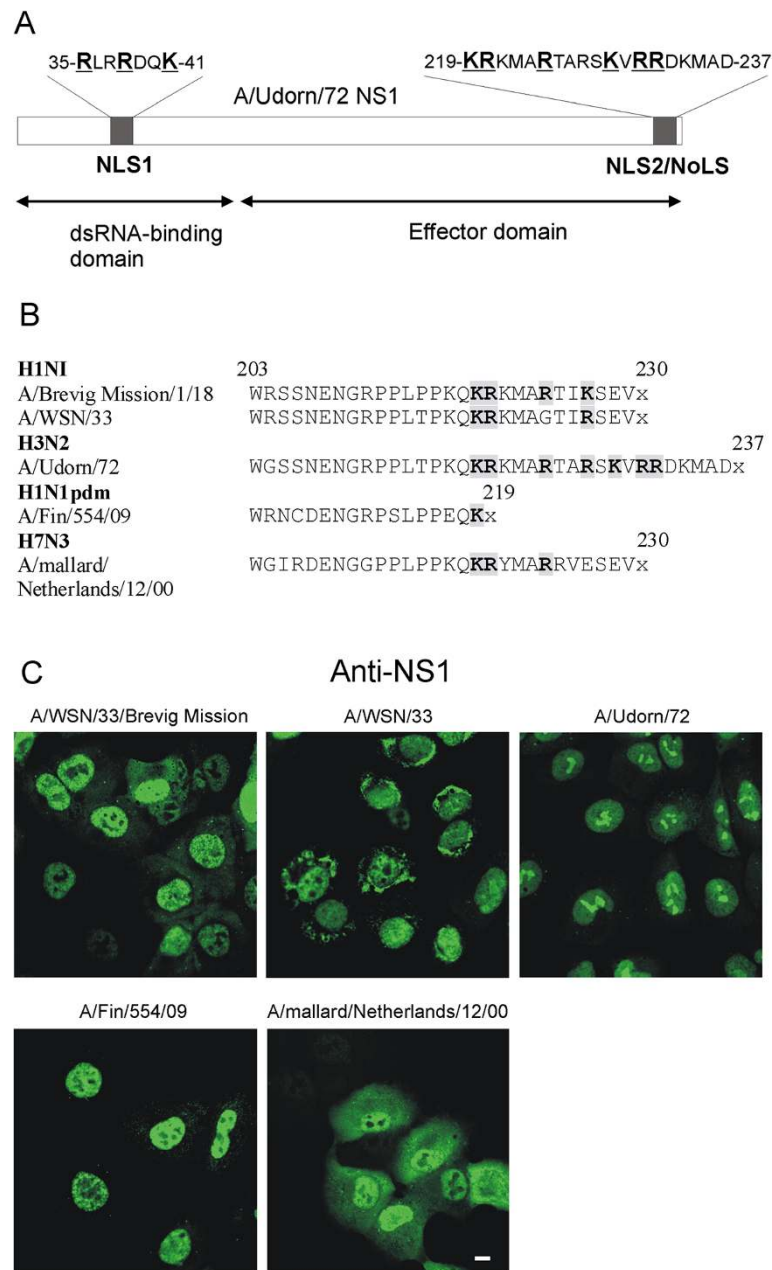 A
35-RLRRDQK-41
219-KRKMARTARSKVRRDKMAD-237
A/Udorn/72 NS1
NLS1
NLS2/NoLS
dsRNA-binding
domain
Effector domain
B
H1NI 203 230
A/Brevig Mission/1/18 WRSSNENGRPPLPPKQKRKMARTIKSEVx
A/WSN/33 WRSSNENGRPPLTPKQKRKMAGTIRSEVx
H3N2 237
A/Udorn/72 WGSSNENGRPPLTPKQKRKMARTARSKVRRDKMADx
H1N1pdm 219
A/Fin/554/09 WRNCDENGRPSLPPEQKx
H7N3 230
A/mallard/ WGIRDENGGPPLPPKQKRYMARRVESEVx
Netherlands/12/00
C
Anti-NS1
A/WSN/33/Brevig Mission A/WSN/33 A/Udorn/72
A/Fin/554/09 A/mallard/Netherlands/12/00